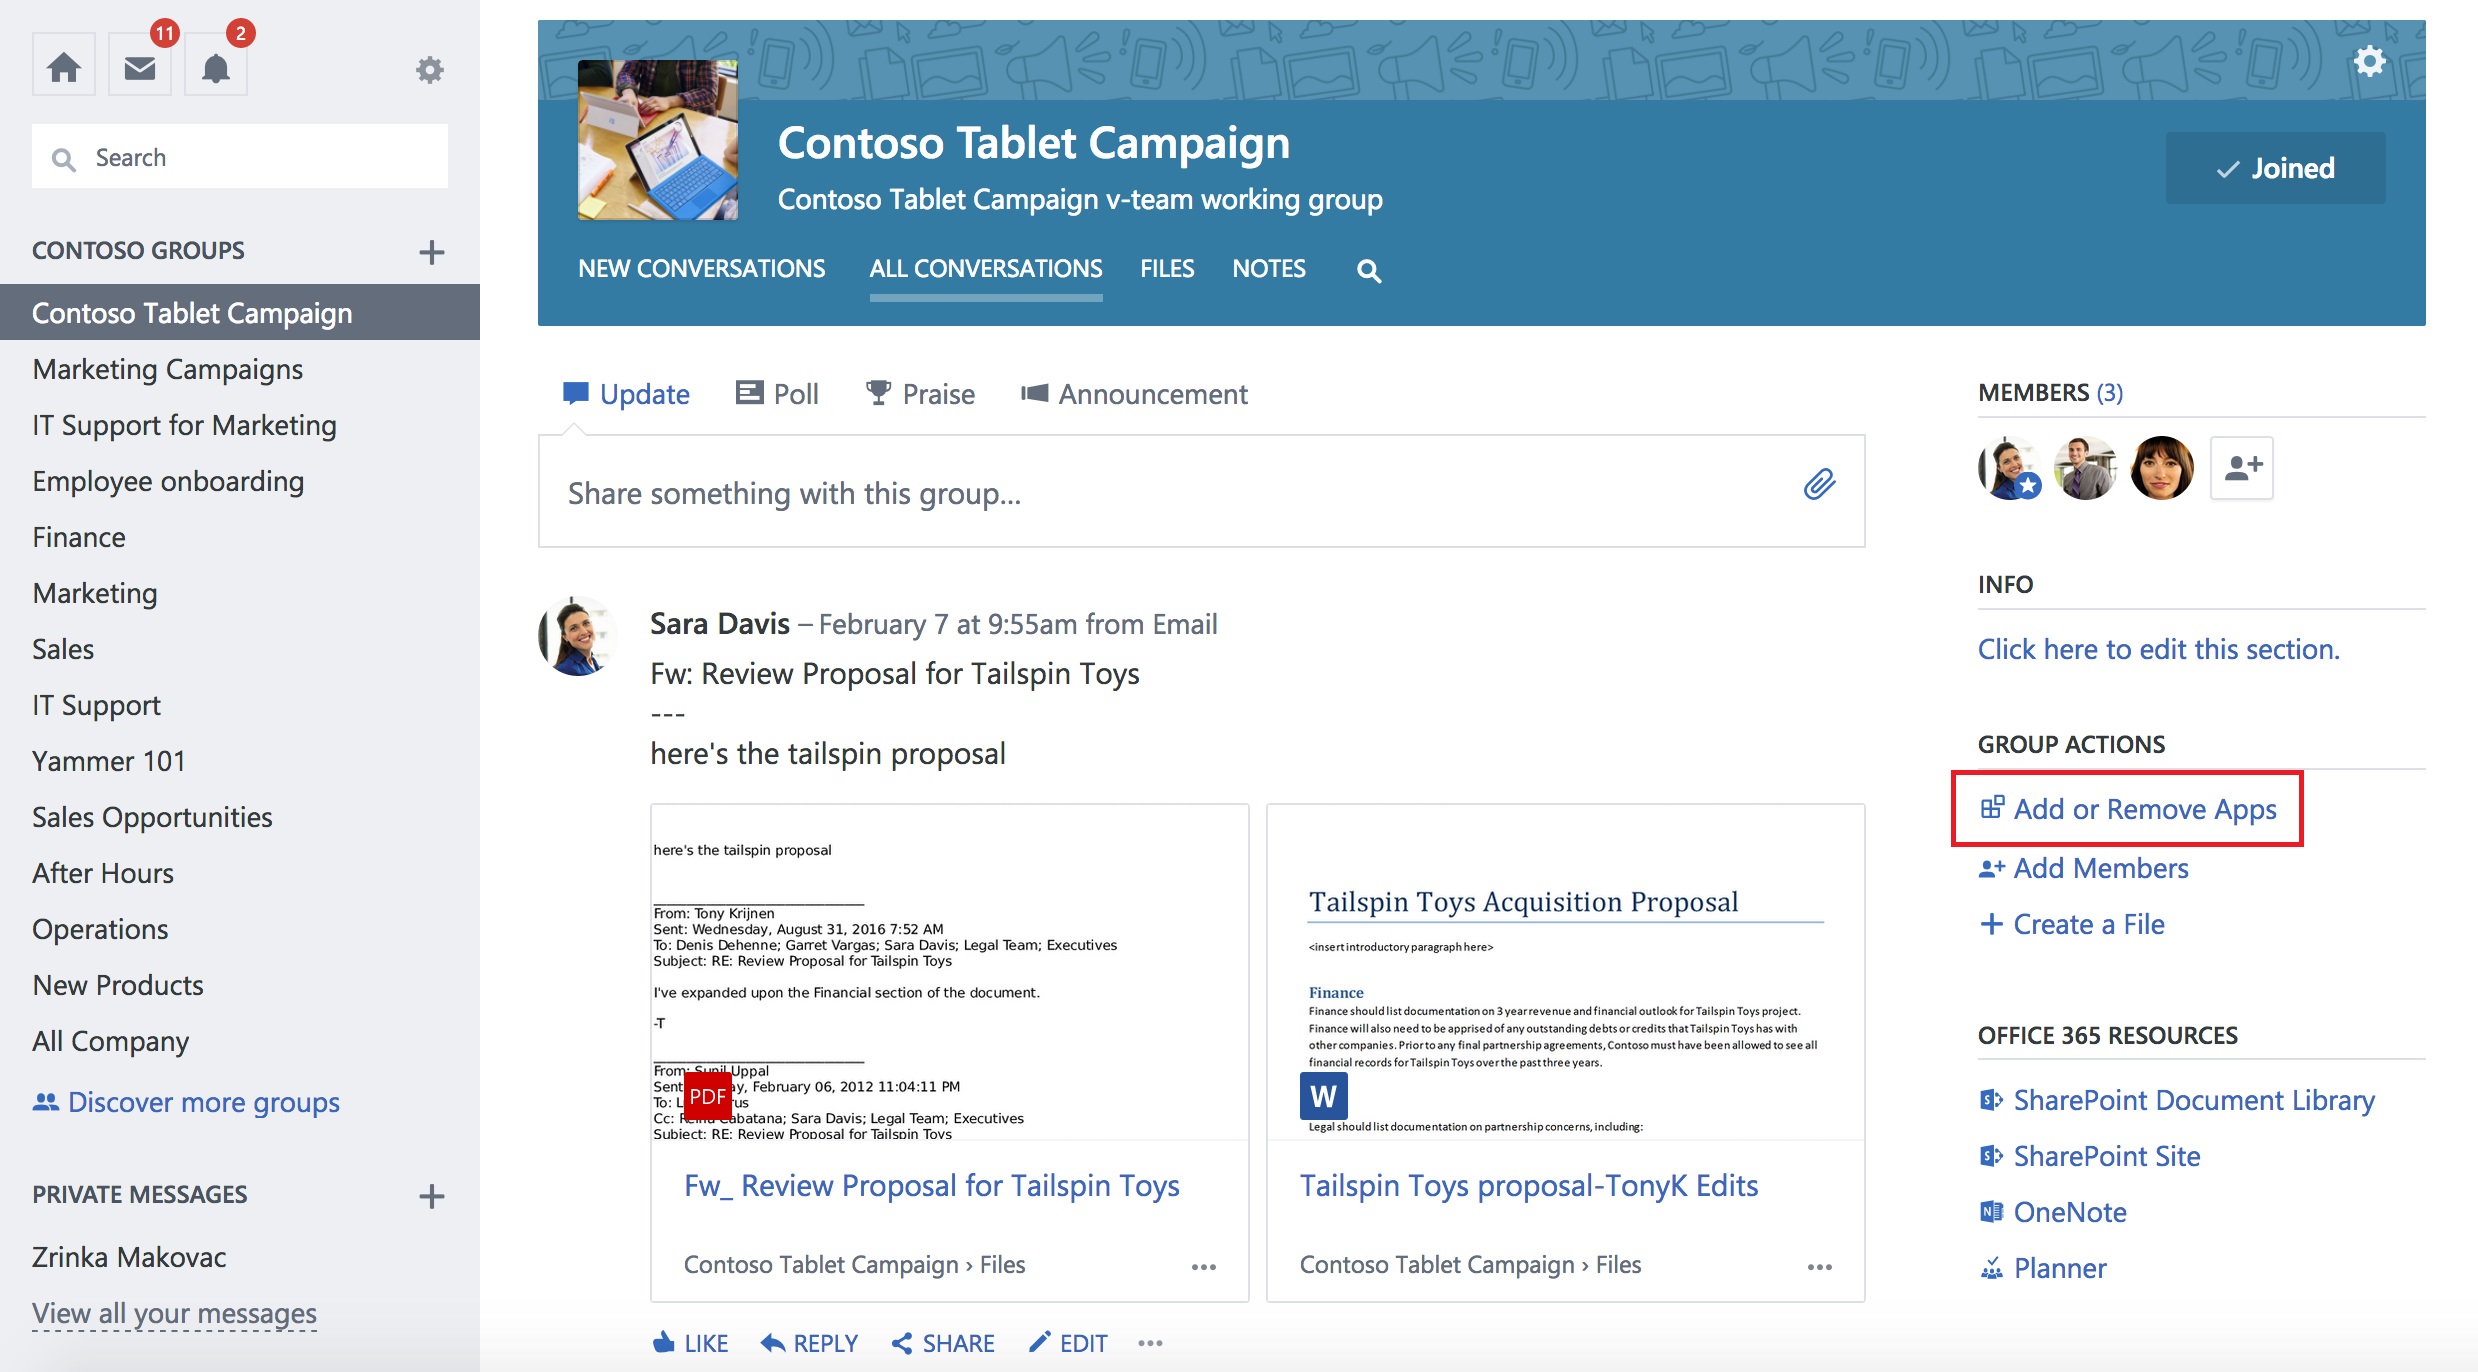 11
2
Search
CONTOSO GROUPS
Contoso Tablet Campaign
Marketing Campaigns
IT Support for Marketing
Employee onboarding
Finance
Marketing
Sales
IT Support
Yammer 101
Sales Opportunities
After Hours
Operations
New Products
All Company
Discover more groups
PRIVATE MESSAGES
Zrinka Makovac
View all your messages
Contoso Tablet Campaign
Contoso Tablet Campaign v-team working group
Joined
NEW CONVERSATIONS ALL CONVERSATIONS FILES NOTES
Update Poll Praise Announcement
Share something with this group...
Sara Davis – February 7 at 9:55am from Email
Fw: Review Proposal for Tailspin Toys
---
here's the tailspin proposal
here's the tailspin proposal
From: Tony Krijnen
Sent: Wednesday, August 31, 2016 7:52 AM
To: Denis Dehenne; Garret Vargas; Sara Davis; Legal Team; Executives
Subject: RE: Review Proposal for Tailspin Toys
I've expanded upon the Financial section of the document.
-T
From: Sunil Uppal
Sent ay, February 06, 2012 11:04:11 PM
To: L rus
Cc: abatana; Sara Davis; Legal Team; Executives
Subject: RE: Review Proposal for Tailspin Toys
PDF
Fw_ Review Proposal for Tailspin Toys
Contoso Tablet Campaign › Files
Tailspin Toys Acquisition Proposal
<insert introductory paragraph here>
Finance
Finance should list documentation on 3 year revenue and financial outlook for Tailspin Toys project.
Finance will also need to be apprised of any outstanding debts or credits that Tailspin Toys has with
other companies. Prior to any final partnership agreements, Contoso must have been allowed to see all
financial records for Tailspin Toys over the past three years.
W
Legal should list documentation on partnership concerns, including:
Tailspin Toys proposal-TonyK Edits
Contoso Tablet Campaign › Files
LIKE REPLY SHARE EDIT
MEMBERS (3)
INFO
Click here to edit this section.
GROUP ACTIONS
Add or Remove Apps
Add Members
Create a File
OFFICE 365 RESOURCES
SharePoint Document Library
SharePoint Site
OneNote
Planner